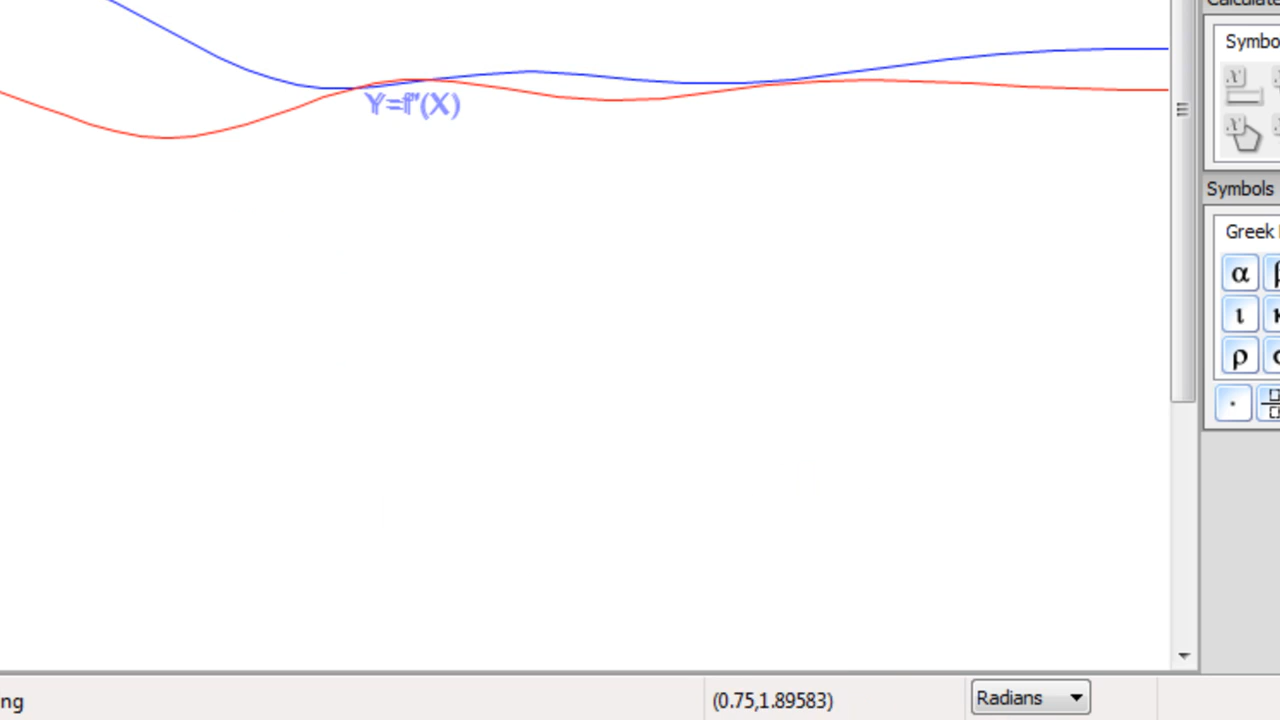 Symbo
Y=f''(X)
Symbols
Greek
α
ι
ρ
ng
(0.75,1.89583)
Radians